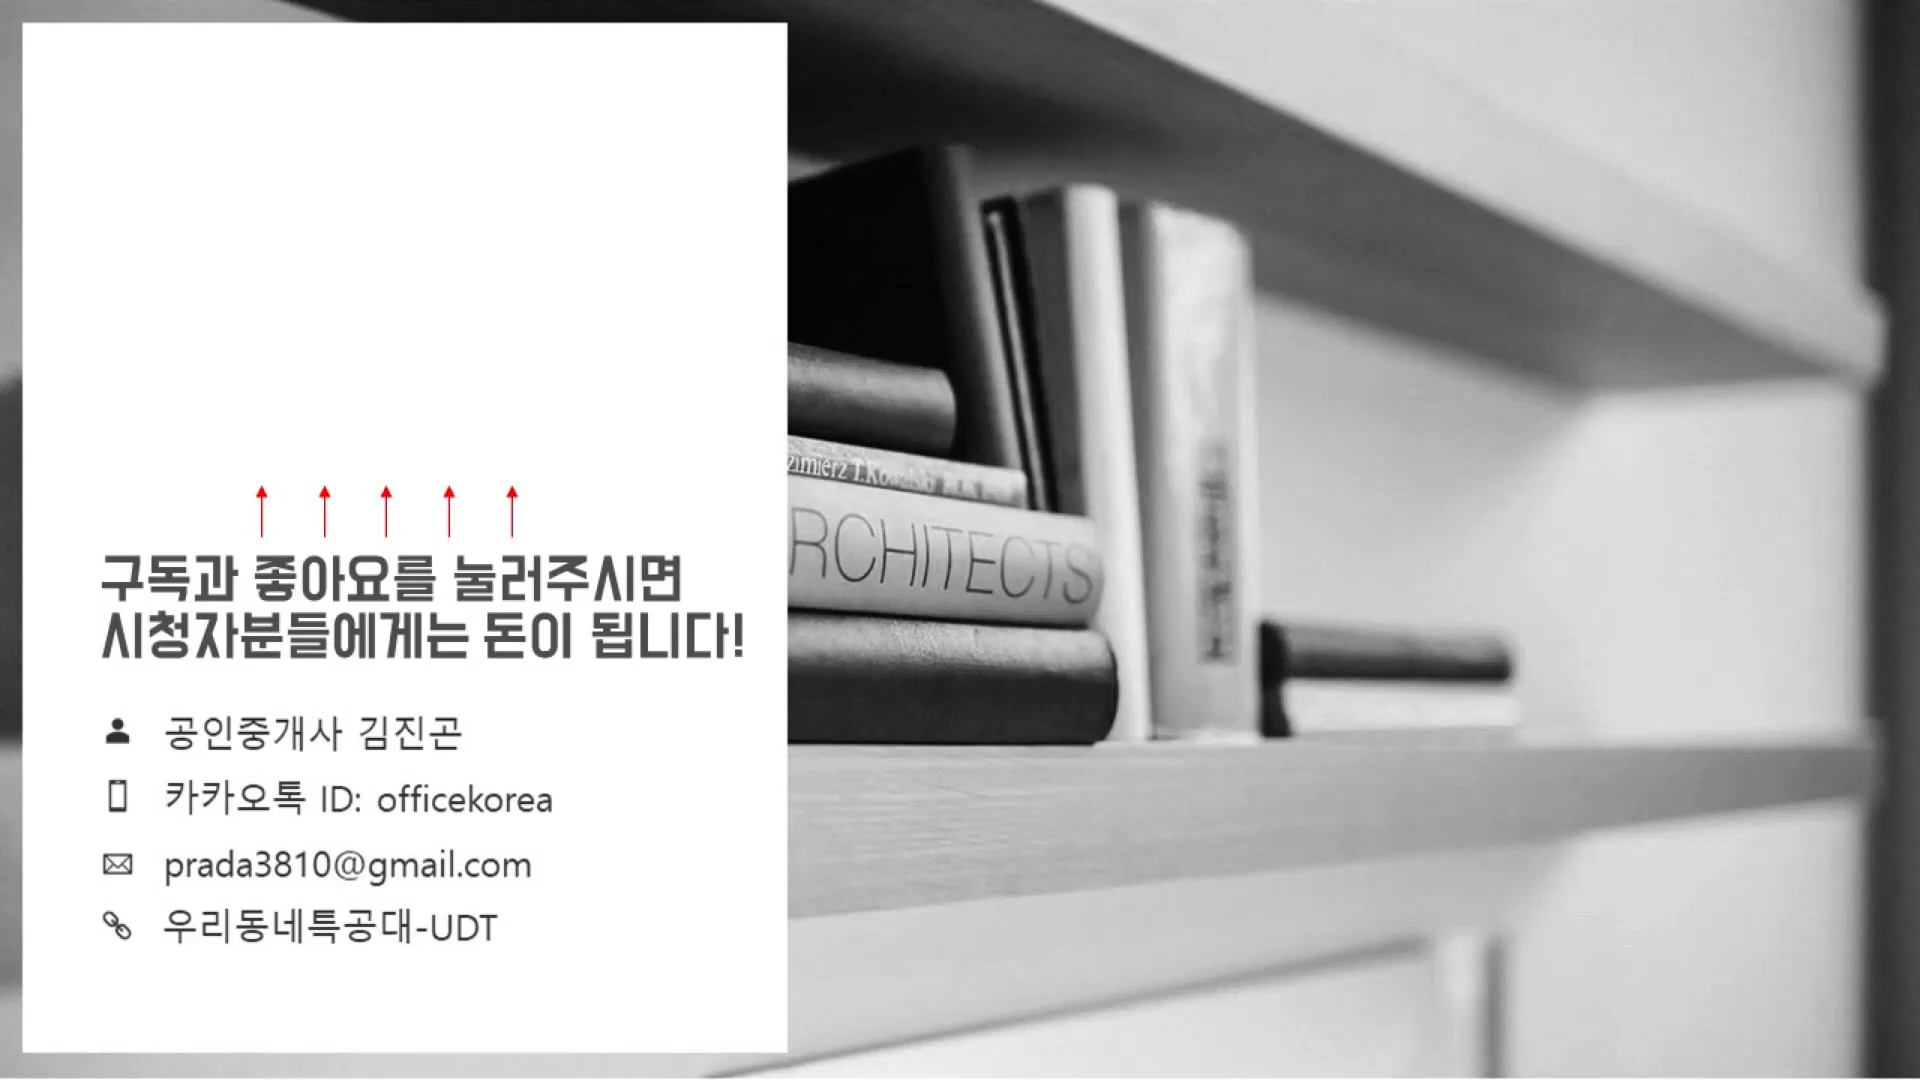 구독과 좋아요를 눌러주시면
시청자분들에게는 돈이 됩니다!
공인중개사 김진곤
카카오톡 ID: officekorea
prada3810@gmail.com
우리동네특공대-UDT
zimierz T.Kowalski
RCHITECTS